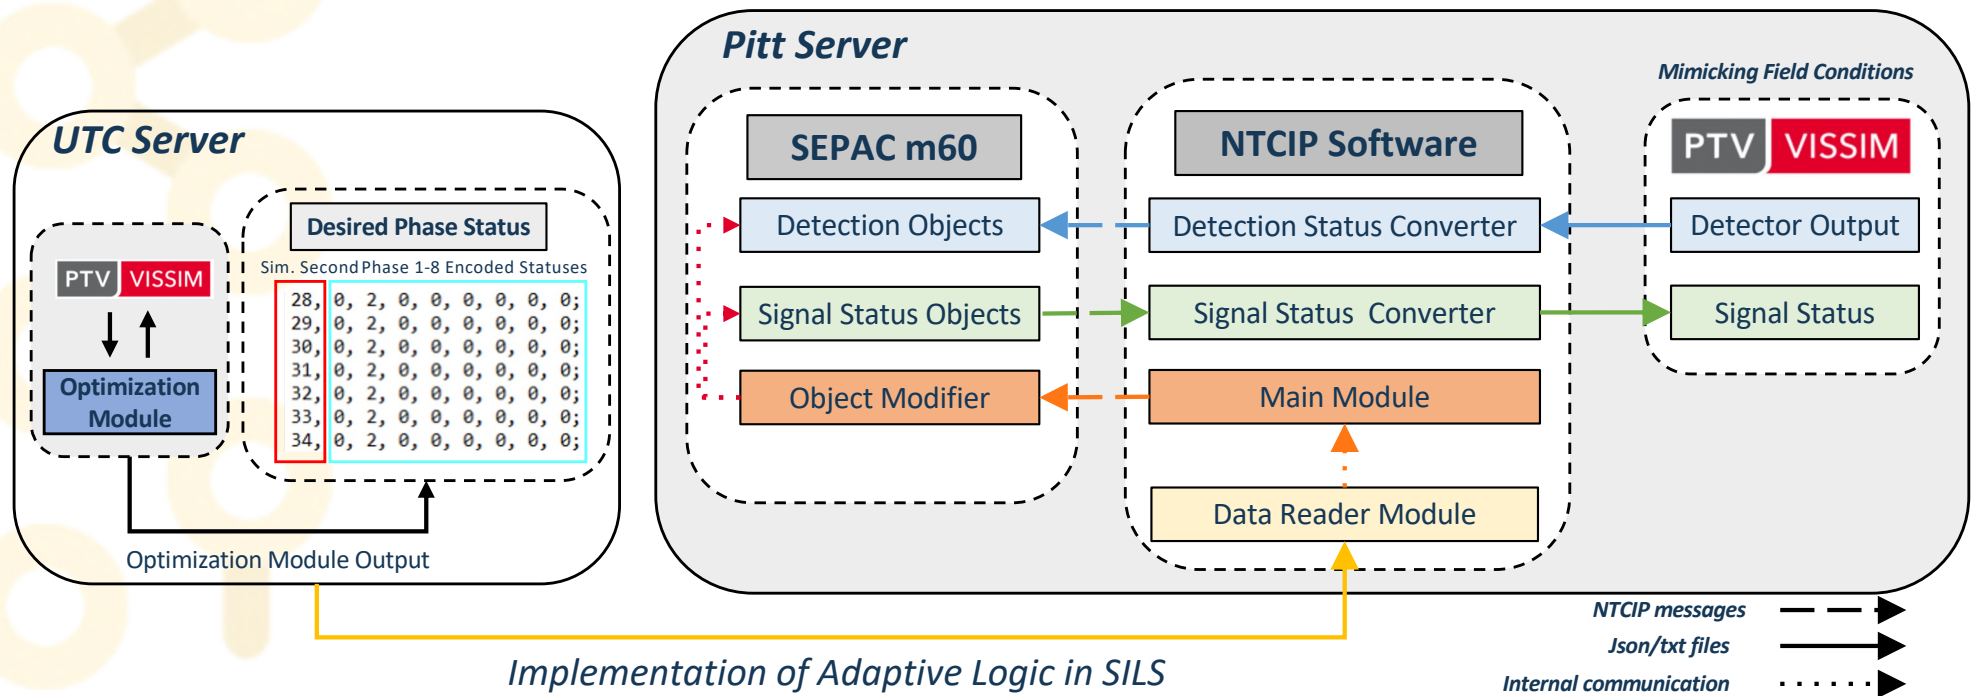 Pitt Server
Mimicking Field Conditions
UTC Server
SEPAC m60
NTCIP Software
PTV VISSIM
Desired Phase Status
Detection Objects
Detection Status Converter
Detector Output
Sim. Second Phase 1-8 Encoded Statuses
PTV VISSIM
28, 0, 2, 0, 0, 0, 0, 0, 0;
29, 0, 2, 0, 0, 0, 0, 0, 0;
30, 0, 2, 0, 0, 0, 0, 0, 0;
31, 0, 2, 0, 0, 0, 0, 0, 0;
32, 0, 2, 0, 0, 0, 0, 0, 0;
33, 0, 2, 0, 0, 0, 0, 0, 0;
34, 0, 2, 0, 0, 0, 0, 0, 0;
Signal Status Objects
Signal Status Converter
Signal Status
Optimization
Module
Object Modifier
Main Module
Data Reader Module
Optimization Module Output
NTCIP messages
Json/txt files
Internal communication
Implementation of Adaptive Logic in SILS